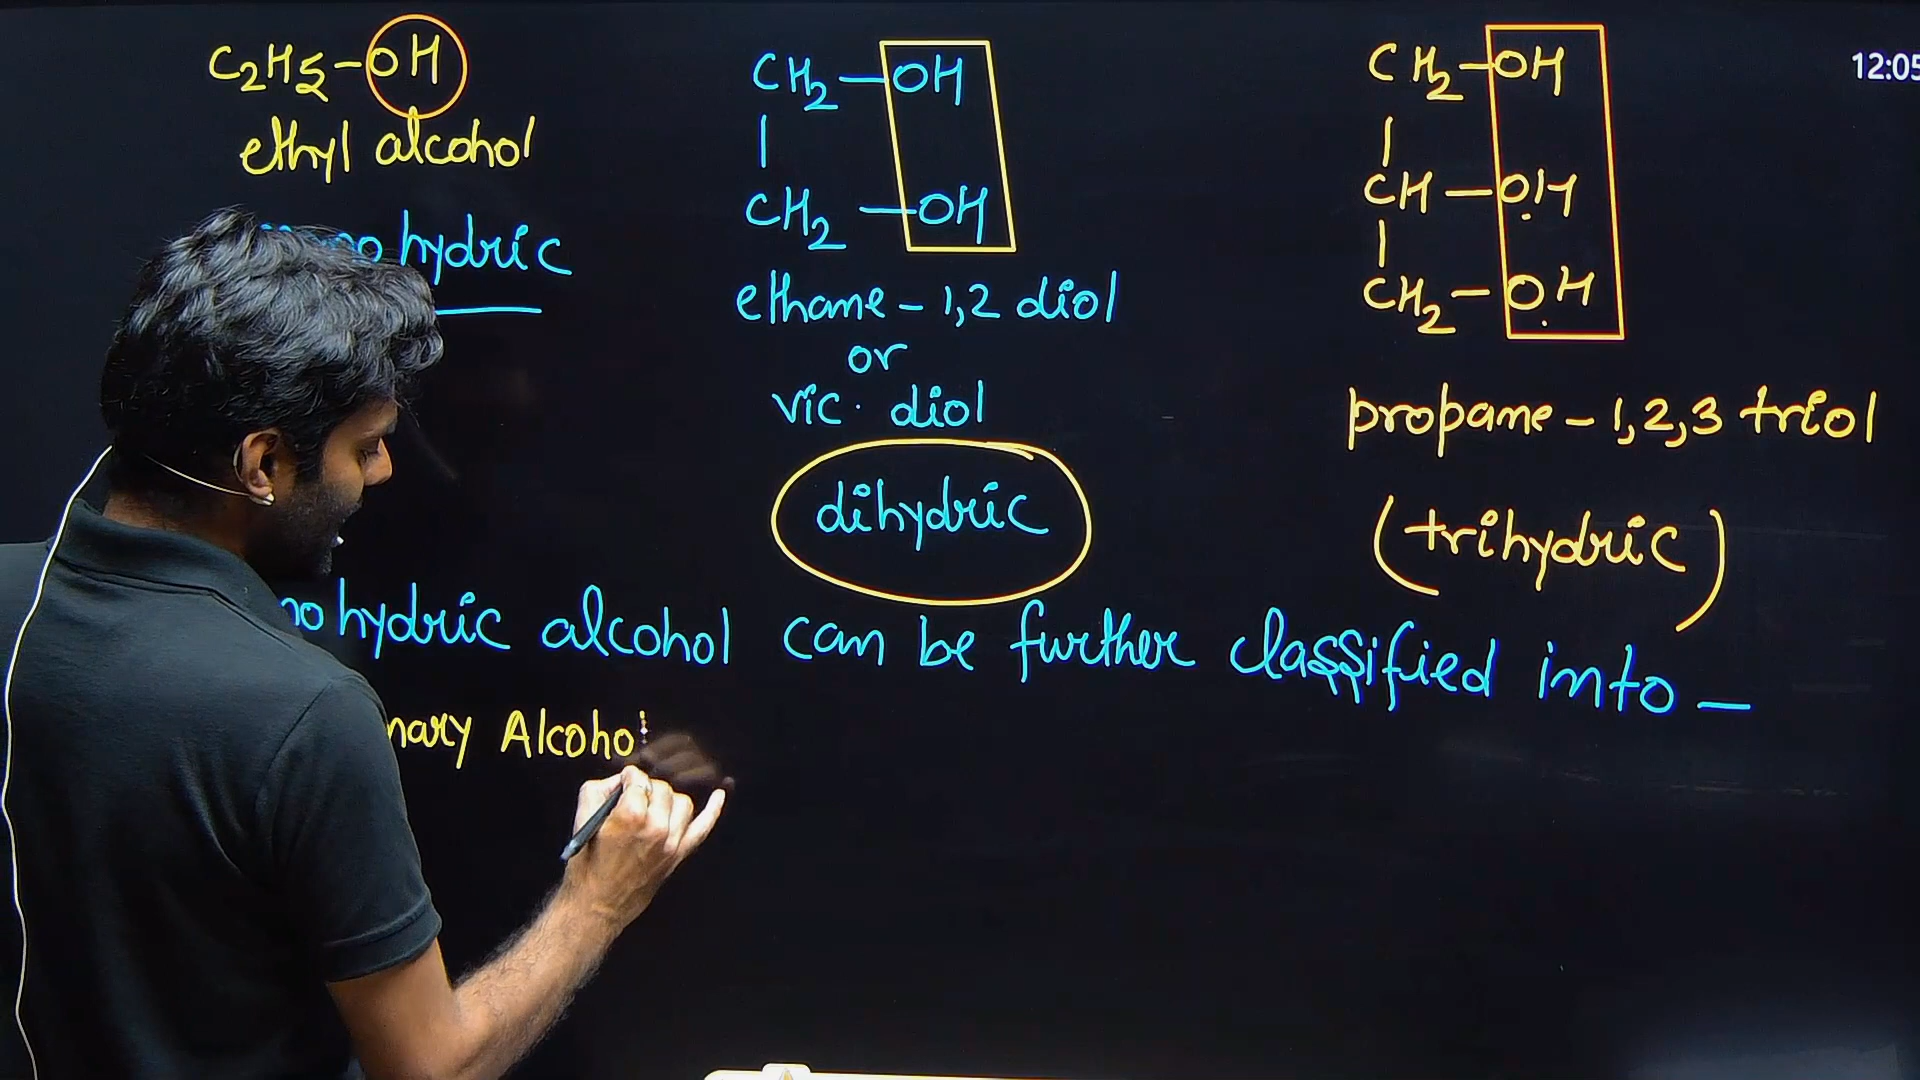 C2H5-OH
ethyl alcohol
hydric
CH2-OH
|
CH2-OH
ethane-1,2 diol
or
vic. diol
dihydric
CH2-OH
|
CH-OH
|
CH2-OH
propane-1,2,3 triol
(trihydric)
12:05
hydric alcohol can be further classified into -
Alcohol